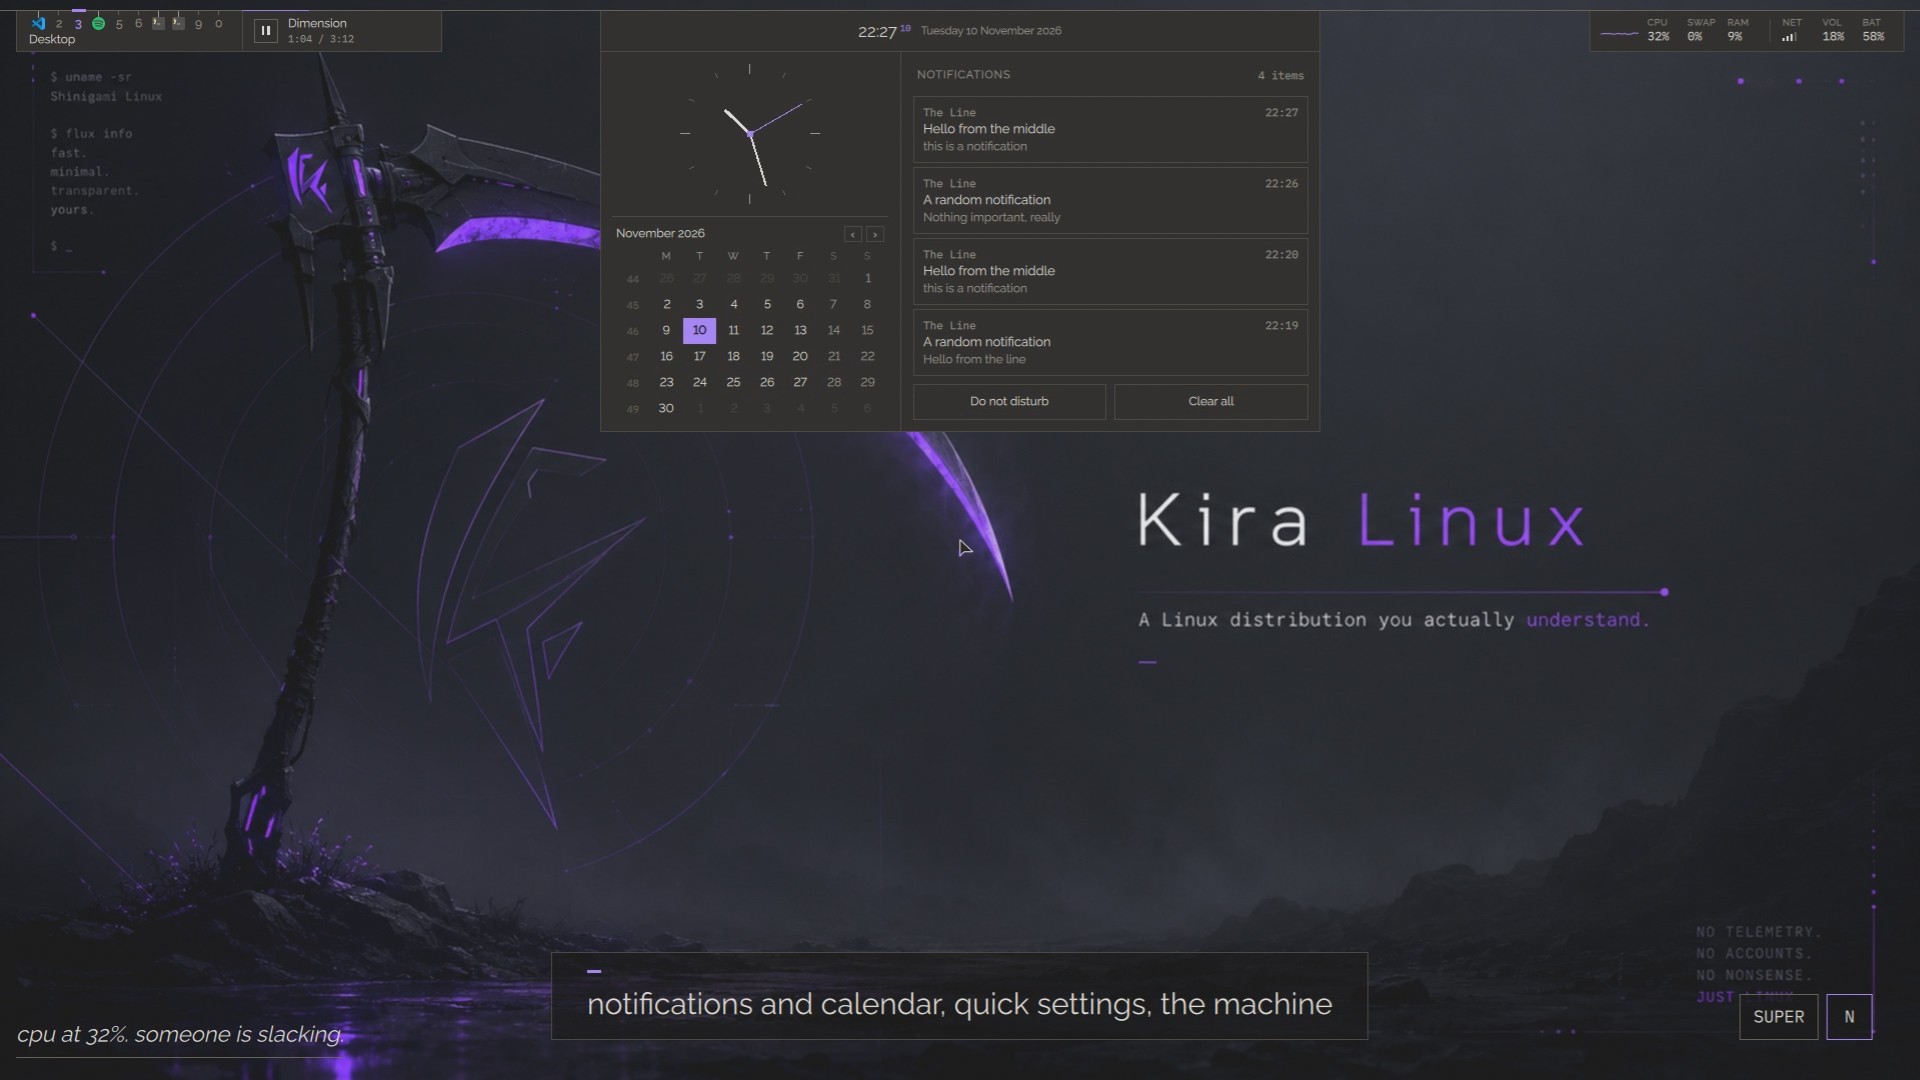 2 3 5 6 9 0
Desktop
Dimension
1:04 / 3:12
22:27 10 Tuesday 10 November 2026
CPU SWAP RAM NET VOL BAT
32% 0% 9% 18% 58%
$ uname -sr
Shinigami Linux
$ flux info
fast.
minimal.
transparent.
yours.
$ _
November 2026 ‹ ›
M T W T F S S
44 26 27 28 29 30 31 1
45 2 3 4 5 6 7 8
46 9 10 11 12 13 14 15
47 16 17 18 19 20 21 22
48 23 24 25 26 27 28 29
49 30 1 2 3 4 5 6
NOTIFICATIONS 4 items
The Line 22:27
Hello from the middle
this is a notification
The Line 22:26
A random notification
Nothing important, really
The Line 22:20
Hello from the middle
this is a notification
The Line 22:19
A random notification
Hello from the line
Do not disturb Clear all
Kira Linux
A Linux distribution you actually understand.
NO TELEMETRY.
NO ACCOUNTS.
NO NONSENSE.
JUST
notifications and calendar, quick settings, the machine
SUPER N
cpu at 32%. someone is slacking.